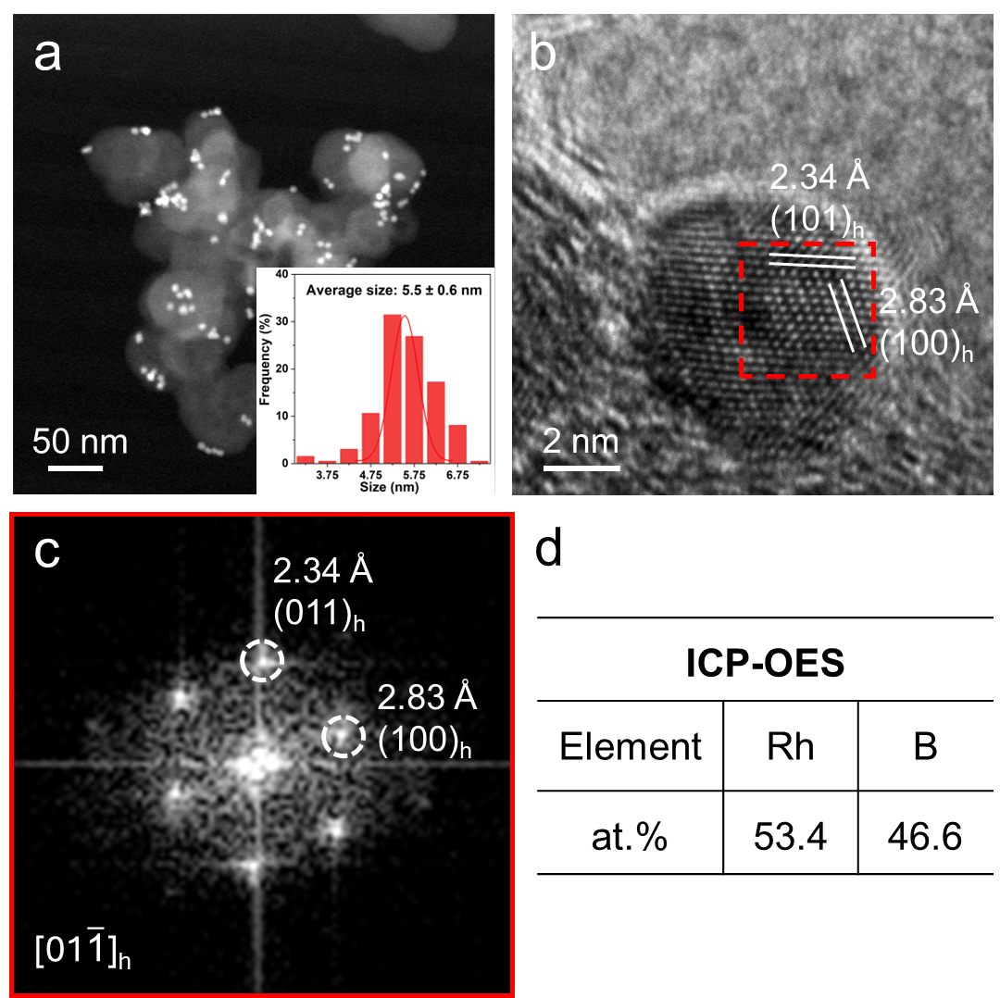 a
Average size: 5.5 ± 0.6 nm
Frequency (%)
40
30
20
10
0
3.75 4.75 5.75 6.75
Size (nm)
50 nm
b
2.34 Å
(101)h
2.83 Å
(100)h
2 nm
c
2.34 Å
(011)h
2.83 Å
(100)h
[011̅]h
d
ICP-OES
Element Rh B
at.% 53.4 46.6